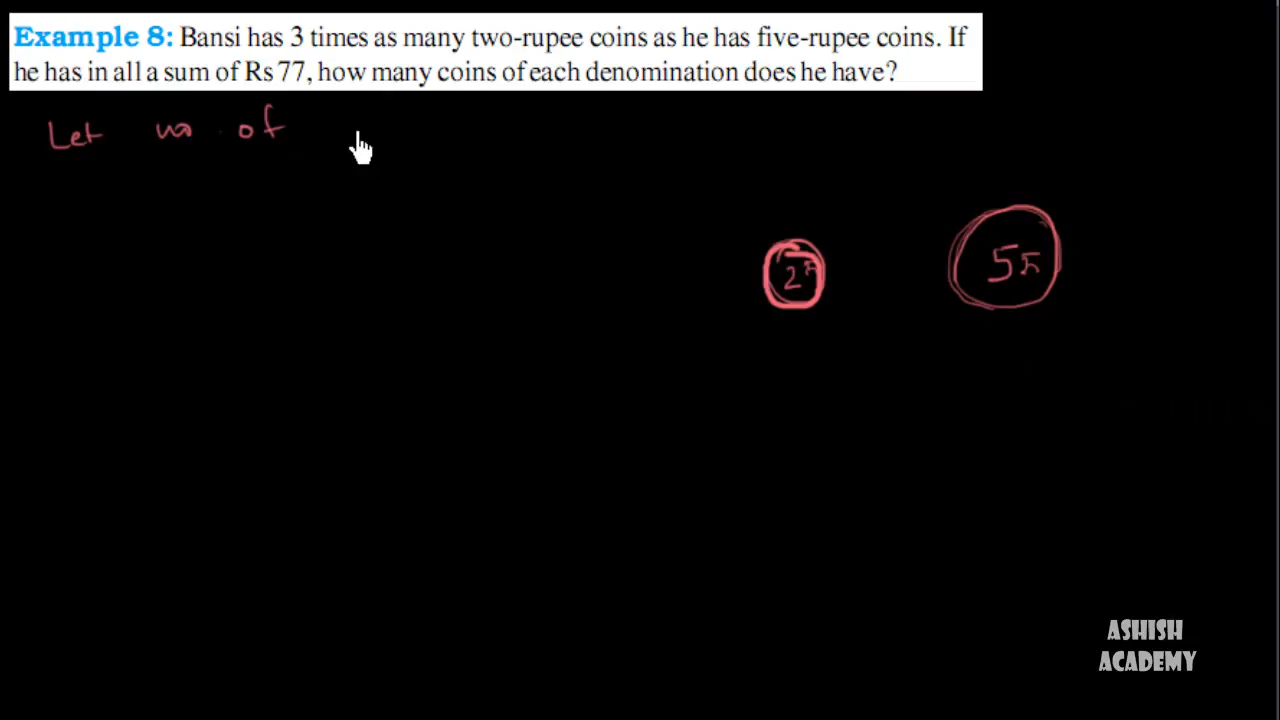 Example 8: Bansi has 3 times as many two-rupee coins as he has five-rupee coins. If
he has in all a sum of Rs 77, how many coins of each denomination does he have?
Let no of
2₹ 5₹
ASHISH
ACADEMY